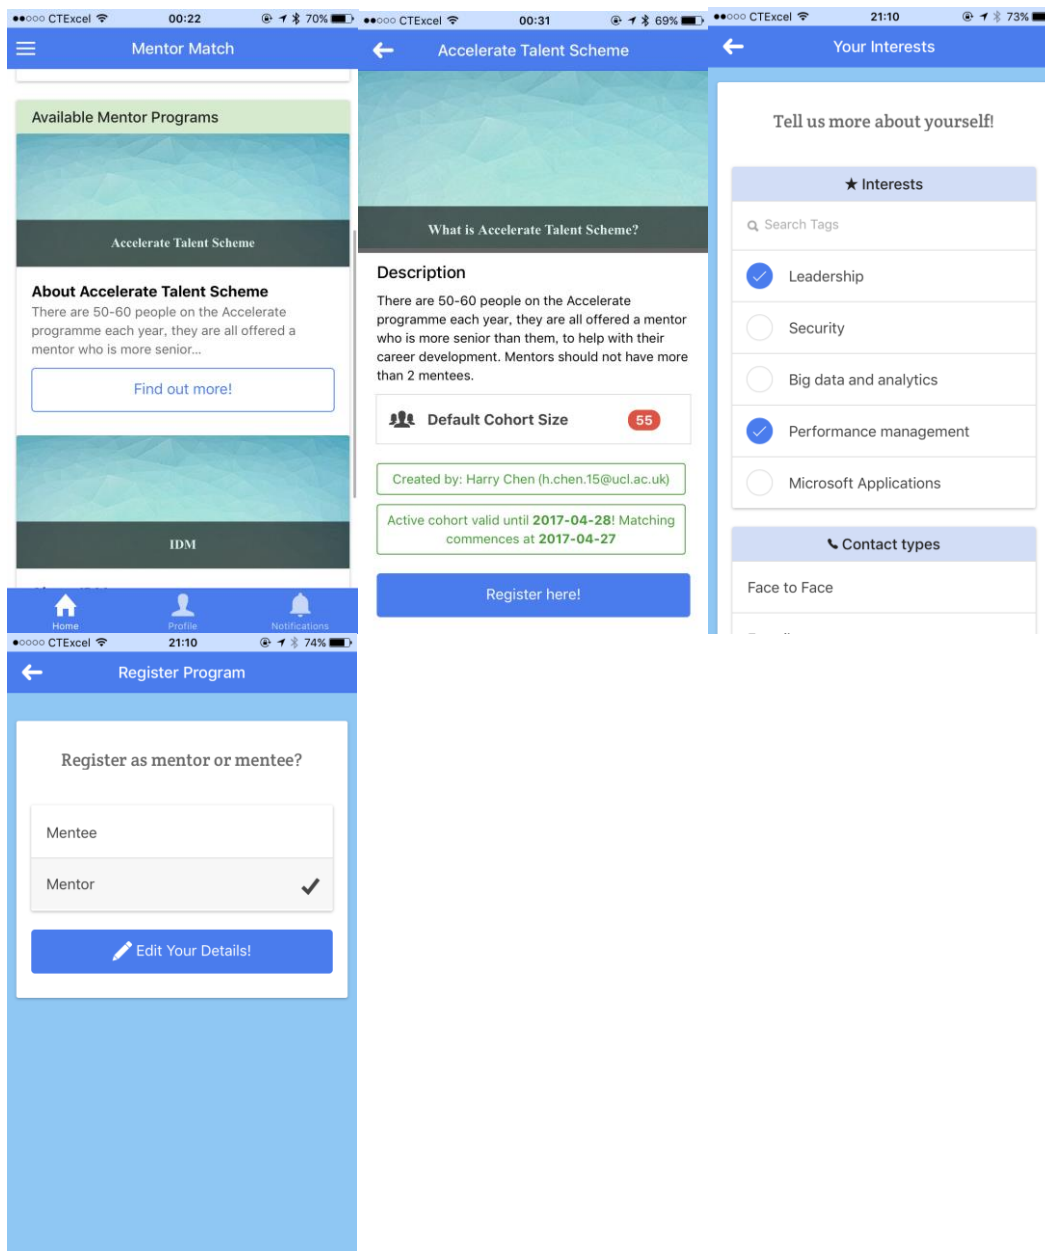 CTExcel 00:22 70%
Mentor Match
Available Mentor Programs
Accelerate Talent Scheme
About Accelerate Talent Scheme
There are 50-60 people on the Accelerate
programme each year, they are all offered a
mentor who is more senior...
Find out more!
IDM
Home Profile Notifications
CTExcel 00:31 69%
Accelerate Talent Scheme
What is Accelerate Talent Scheme?
Description
There are 50-60 people on the Accelerate
programme each year, they are all offered a mentor
who is more senior than them, to help with their
career development. Mentors should not have more
than 2 mentees.
Default Cohort Size 55
Created by: Harry Chen (h.chen.15@ucl.ac.uk)
Active cohort valid until 2017-04-28! Matching
commences at 2017-04-27
Register here!
CTExcel 21:10 73%
Your Interests
Tell us more about yourself!
Interests
Search Tags
Leadership
Security
Big data and analytics
Performance management
Microsoft Applications
Contact types
Face to Face
CTExcel 21:10 74%
Register Program
Register as mentor or mentee?
Mentee
Mentor
Edit Your Details!